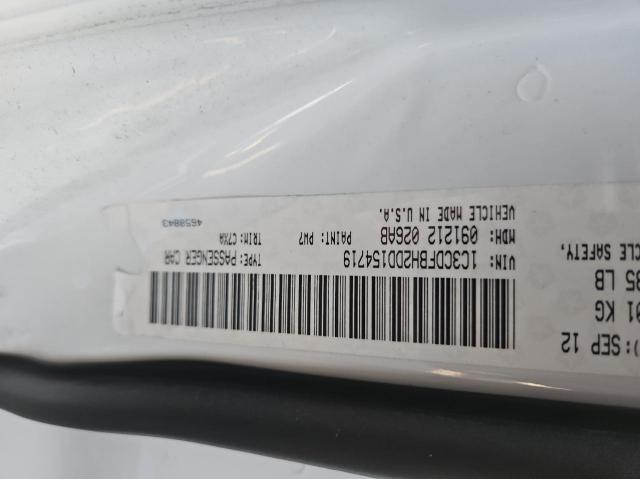 CLE SAFETY,
85 LB
01 KG
): SEP 12
VIN: 1C3CDFBH2DD154719
TYPE: PASSENGER CAR
MDH: 091212 026AB
PAINT: PW7
TRIM: C7XA
VEHICLE MADE IN U.S.A.
4658843